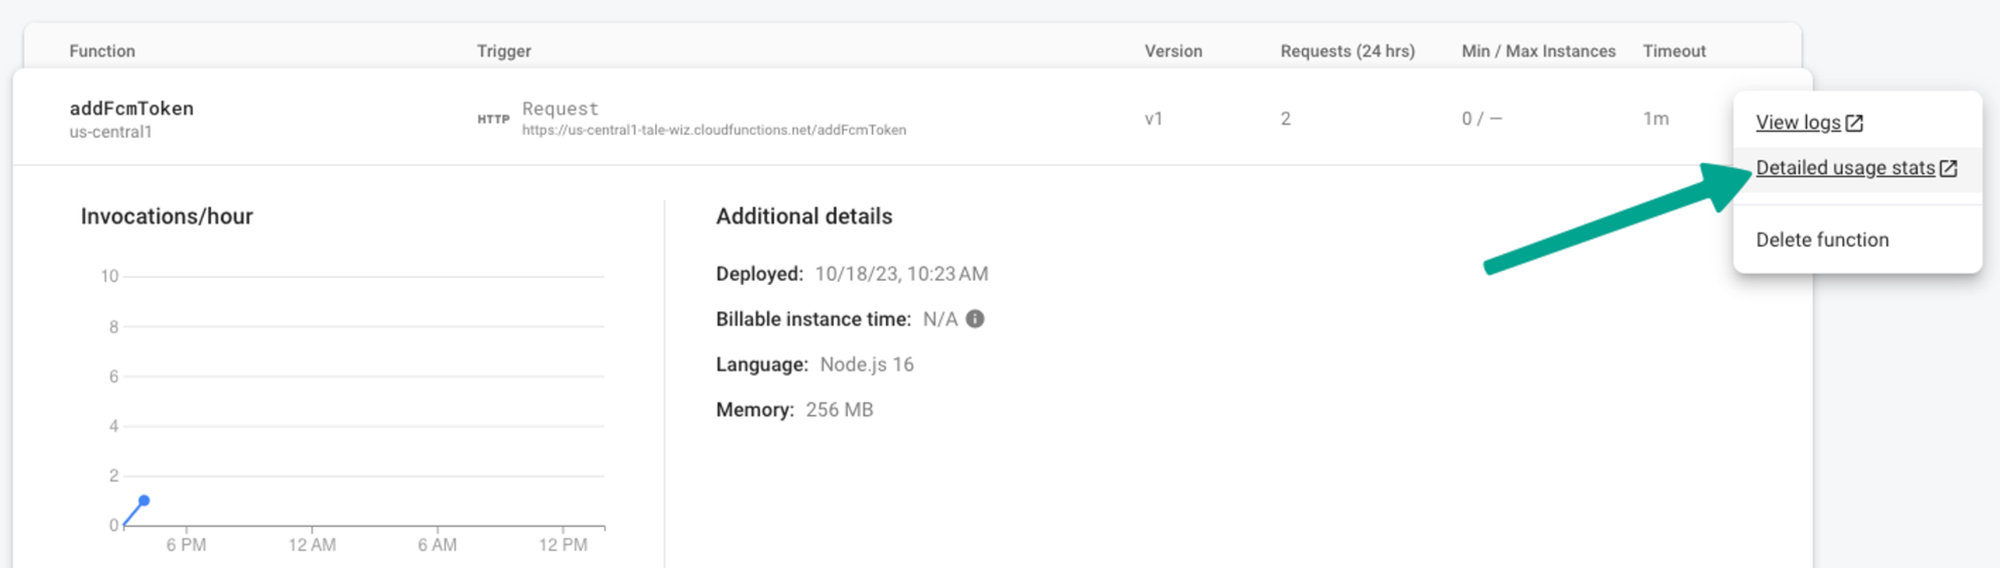 Function Trigger Version Requests (24 hrs) Min / Max Instances Timeout
addFcmToken
us-central1
HTTP Request
https://us-central1-tale-wiz.cloudfunctions.net/addFcmToken
v1 2 0 / — 1m
View logs
Detailed usage stats
Delete function
Invocations/hour
10
8
6
4
2
0
6 PM 12 AM 6 AM 12 PM
Additional details
Deployed: 10/18/23, 10:23 AM
Billable instance time: N/A
Language: Node.js 16
Memory: 256 MB